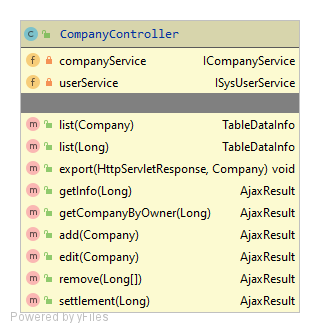 C CompanyController
f companyService ICompanyService
f userService ISysUserService
m list(Company) TableDataInfo
m list(Long) TableDataInfo
m export(HttpServletResponse, Company) void
m getInfo(Long) AjaxResult
m getCompanyByOwner(Long) AjaxResult
m add(Company) AjaxResult
m edit(Company) AjaxResult
m remove(Long[]) AjaxResult
m settlement(Long) AjaxResult
Powered by yFiles